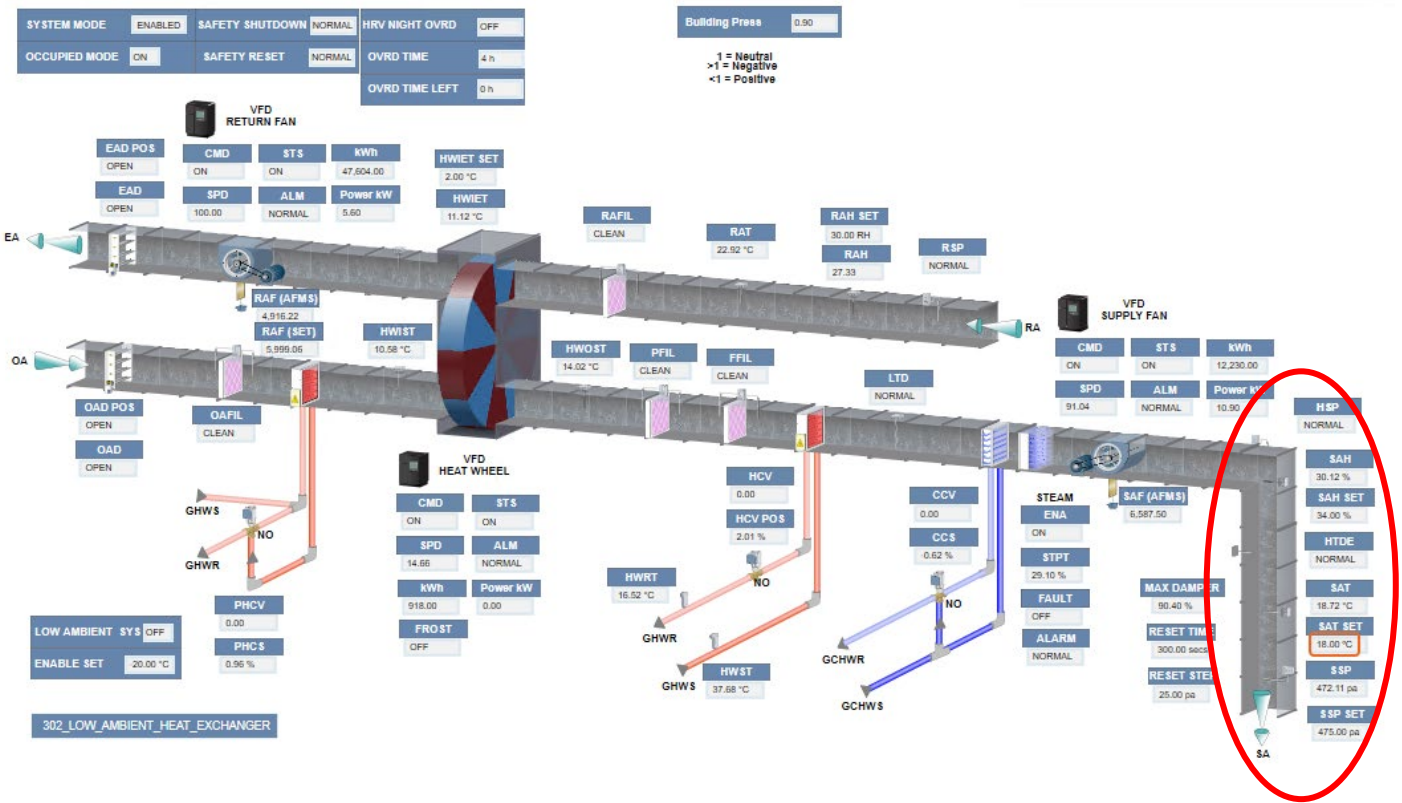 SYSTEM MODE ENABLED SAFETY SHUTDOWN NORMAL HRV NIGHT OVRD OFF
OCCUPIED MODE ON SAFETY RESET NORMAL OVRD TIME 4 h
OVRD TIME LEFT 0 h
Building Press 0.90
1 = Neutral
>1 = Negative
<1 = Positive
VFD
RETURN FAN
EAD POS
OPEN
EAD
OPEN
CMD STS kWh
ON ON 47,604.00
SPD ALM Power kW
100.00 NORMAL 5.60
HWIET SET
2.00 °C
HWIET
11.12 °C
RAFIL
CLEAN
RAT
22.92 °C
RAH SET
30.00 RH
RAH
27.33
RSP
NORMAL
EA
RAF (AFMS)
4,916.22
RAF (SET)
5,999.06
RA
VFD
SUPPLY FAN
CMD STS kWh
ON ON 12,230.00
SPD ALM Power kW
91.04 NORMAL 10.90
OA
HWIST
10.58 °C
HWOST
14.02 °C
PFIL
CLEAN
FFIL
CLEAN
LTD
NORMAL
OAD POS
OPEN
OAD
OPEN
OAFIL
CLEAN
HSP
NORMAL
SAH
30.12 %
SAH SET
34.00 %
HTDE
NORMAL
SAT
18.72 °C
SAT SET
18.00 °C
SSP
472.11 pa
SSP SET
475.00 pa
VFD
HEAT WHEEL
CMD STS
ON ON
SPD ALM
14.66 NORMAL
kWh Power kW
918.00 0.00
FROST
OFF
GHWS
NO
GHWR
PHCV
0.00
PHCS
0.96 %
HCV
0.00
HCV POS
2.01 %
HWRT
16.52 °C
NO
GHWR
GHWS
HWST
37.68 °C
CCV
0.00
CCS
0.62 %
NO
GCHWR
GCHWS
STEAM
ENA
ON
STPT
29.10 %
FAULT
OFF
ALARM
NORMAL
SAF (AFMS)
6,587.50
MAX DAMPER
90.40 %
RESET TIME
300.00 secs
RESET STEP
25.00 pa
SA
LOW AMBIENT SYS OFF
ENABLE SET -20.00 °C
302_LOW_AMBIENT_HEAT_EXCHANGER